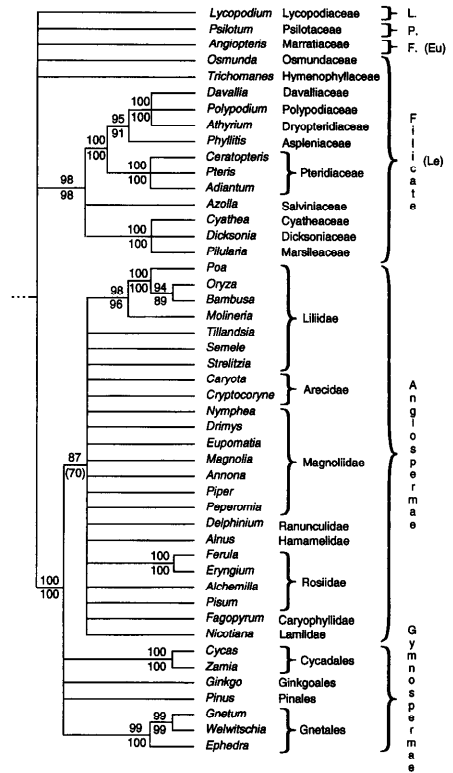 Lycopodium Lycopodiaceae L.
Psilotum Psilotaceae P.
Angiopteris Marratiaceae F. (Eu)
Osmunda Osmundaceae
Trichomanes Hymenophyllaceae
Davallia Davalliaceae
100 100
Polypodium Polypodiaceae
95 91
Athyrium Dryopteridiaceae
100 100
Phyllitis Aspleniaceae
Ceratopteris
100 100
Pteris Pteridiaceae
Adiantum
98 98
Azolla Salviniaceae
Cyathea Cyatheaceae
100 100
Dicksonia Dicksoniaceae
Pilularia Marsileaceae
Filicatae (Le)
Poa
100 100
Oryza
98 96
94 89
Bambusa
Molineria
Liliidae
Tillandsia
Semele
Strelitzia
Caryota
Arecidae
Cryptocoryne
Nymphea
Drimys
Eupomatia
87 (70)
Magnolia Magnoliidae
Annona
Piper
Peperomia
Delphinium Ranunculidae
Alnus Hamamelidae
Ferula
100 100
Eryngium
Rosiidae
100 100
Alchemilla
Pisum
Fagopyrum Caryophyllidae
Nicotiana Lamiidae
Angiospermae
Cycas
100 100
Cycadales
Zamia
Ginkgo Ginkgoales
Pinus Pinales
Gnetum
99 99
99 100
Welwitschia Gnetales
Ephedra
Gymnospermae